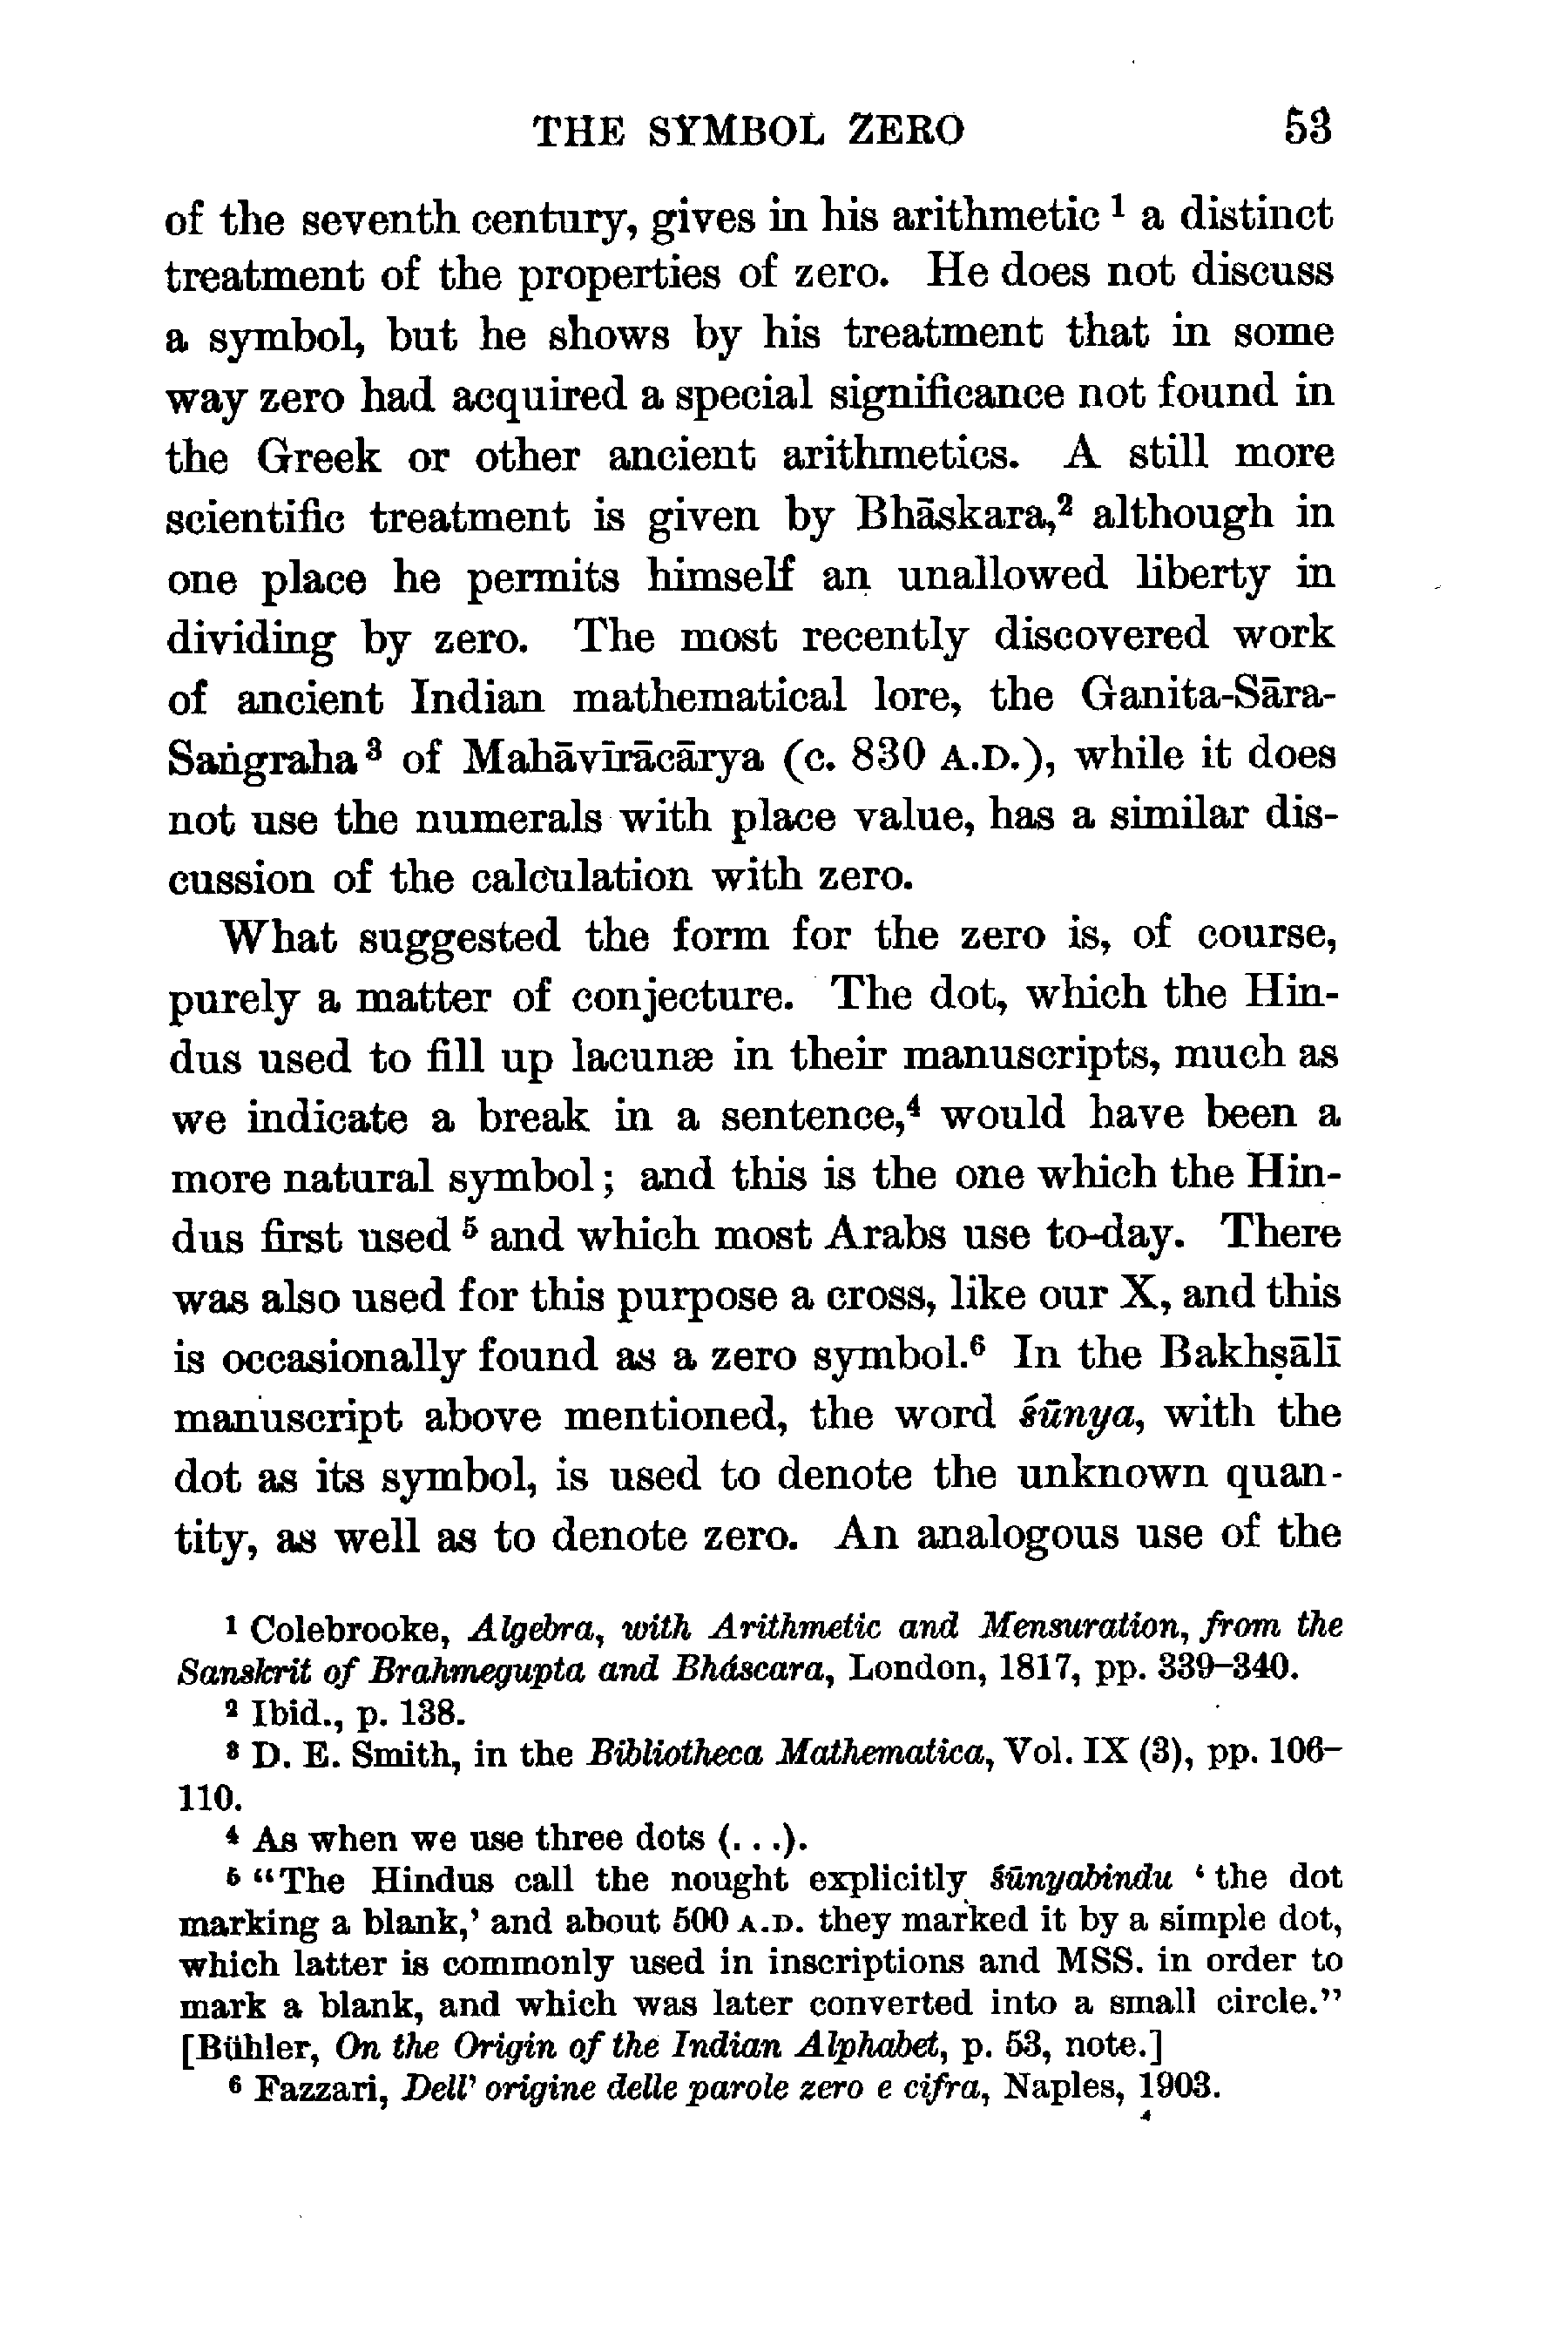 THE SYMBOL ZERO 53
of the seventh century, gives in his arithmetic ¹ a distinct
treatment of the properties of zero. He does not discuss
a symbol, but he shows by his treatment that in some
way zero had acquired a special significance not found in
the Greek or other ancient arithmetics. A still more
scientific treatment is given by Bhāskara,² although in
one place he permits himself an unallowed liberty in
dividing by zero. The most recently discovered work
of ancient Indian mathematical lore, the Ganita-Sāra-
Saṅgraha ³ of Mahāvīrācārya (c. 830 A.D.), while it does
not use the numerals with place value, has a similar dis-
cussion of the calculation with zero.
What suggested the form for the zero is, of course,
purely a matter of conjecture. The dot, which the Hin-
dus used to fill up lacunæ in their manuscripts, much as
we indicate a break in a sentence,⁴ would have been a
more natural symbol; and this is the one which the Hin-
dus first used ⁵ and which most Arabs use to-day. There
was also used for this purpose a cross, like our X, and this
is occasionally found as a zero symbol.⁶ In the Bakhṣālī
manuscript above mentioned, the word śūnya, with the
dot as its symbol, is used to denote the unknown quan-
tity, as well as to denote zero. An analogous use of the
¹ Colebrooke, Algebra, with Arithmetic and Mensuration, from the
Sanskrit of Brahmegupta and Bháscara, London, 1817, pp. 339–340.
² Ibid., p. 138.
³ D. E. Smith, in the Bibliotheca Mathematica, Vol. IX (3), pp. 106–
110.
⁴ As when we use three dots (...).
⁵ “The Hindus call the nought explicitly śūnyabindu ‘the dot
marking a blank,’ and about 500 A.D. they marked it by a simple dot,
which latter is commonly used in inscriptions and MSS. in order to
mark a blank, and which was later converted into a small circle.”
[Bühler, On the Origin of the Indian Alphabet, p. 53, note.]
⁶ Fazzari, Dell’ origine delle parole zero e cifra, Naples, 1903.